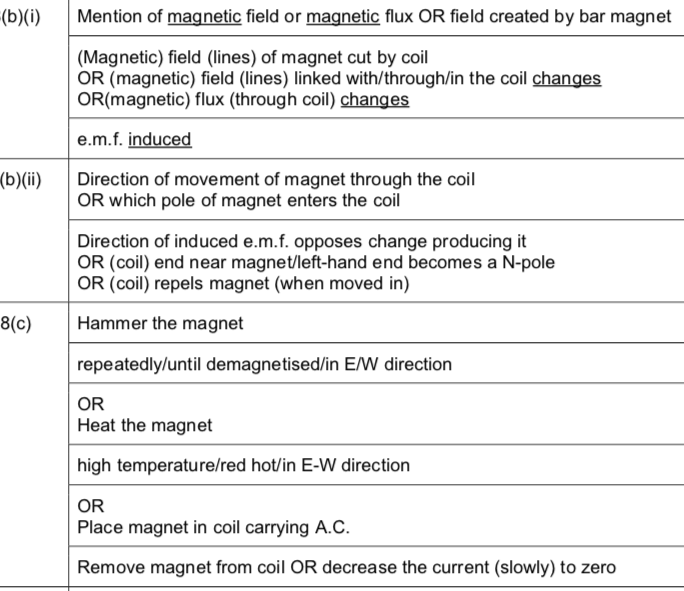 (b)(i)
Mention of magnetic field or magnetic flux OR field created by bar magnet
(Magnetic) field (lines) of magnet cut by coil
OR (magnetic) field (lines) linked with/through/in the coil changes
OR(magnetic) flux (through coil) changes
e.m.f. induced
(b)(ii)
Direction of movement of magnet through the coil
OR which pole of magnet enters the coil
Direction of induced e.m.f. opposes change producing it
OR (coil) end near magnet/left-hand end becomes a N-pole
OR (coil) repels magnet (when moved in)
8(c)
Hammer the magnet
repeatedly/until demagnetised/in E/W direction
OR
Heat the magnet
high temperature/red hot/in E-W direction
OR
Place magnet in coil carrying A.C.
Remove magnet from coil OR decrease the current (slowly) to zero